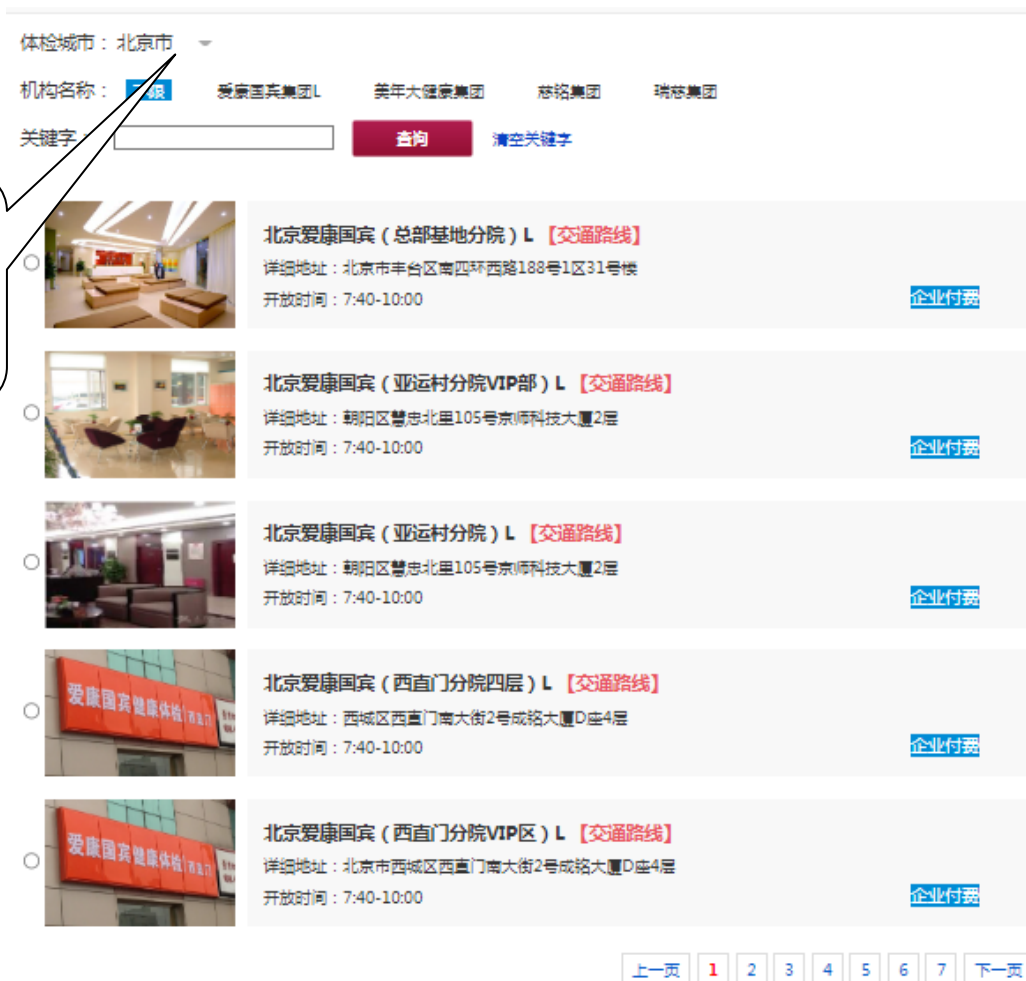 体检城市：北京市
机构名称： 不限 爱康国宾集团L 美年大健康集团 慈铭集团 瑞慈集团
关键字： 查询 清空关键字
北京爱康国宾（总部基地分院）L 【交通路线】
详细地址：北京市丰台区南四环西路188号1区31号楼
开放时间：7:40-10:00
企业付费
北京爱康国宾（亚运村分院VIP部）L 【交通路线】
详细地址：朝阳区慧忠北里105号京师科技大厦2层
开放时间：7:40-10:00
企业付费
北京爱康国宾（亚运村分院）L 【交通路线】
详细地址：朝阳区慧忠北里105号京师科技大厦2层
开放时间：7:40-10:00
企业付费
爱康国宾健康体检
北京爱康国宾（西直门分院四层）L 【交通路线】
详细地址：西城区西直门南大街2号成铭大厦D座4层
开放时间：7:40-10:00
企业付费
爱康国宾健康体检
北京爱康国宾（西直门分院VIP区）L 【交通路线】
详细地址：北京市西城区西直门南大街2号成铭大厦D座4层
开放时间：7:40-10:00
企业付费
上一页 1 2 3 4 5 6 7 下一页